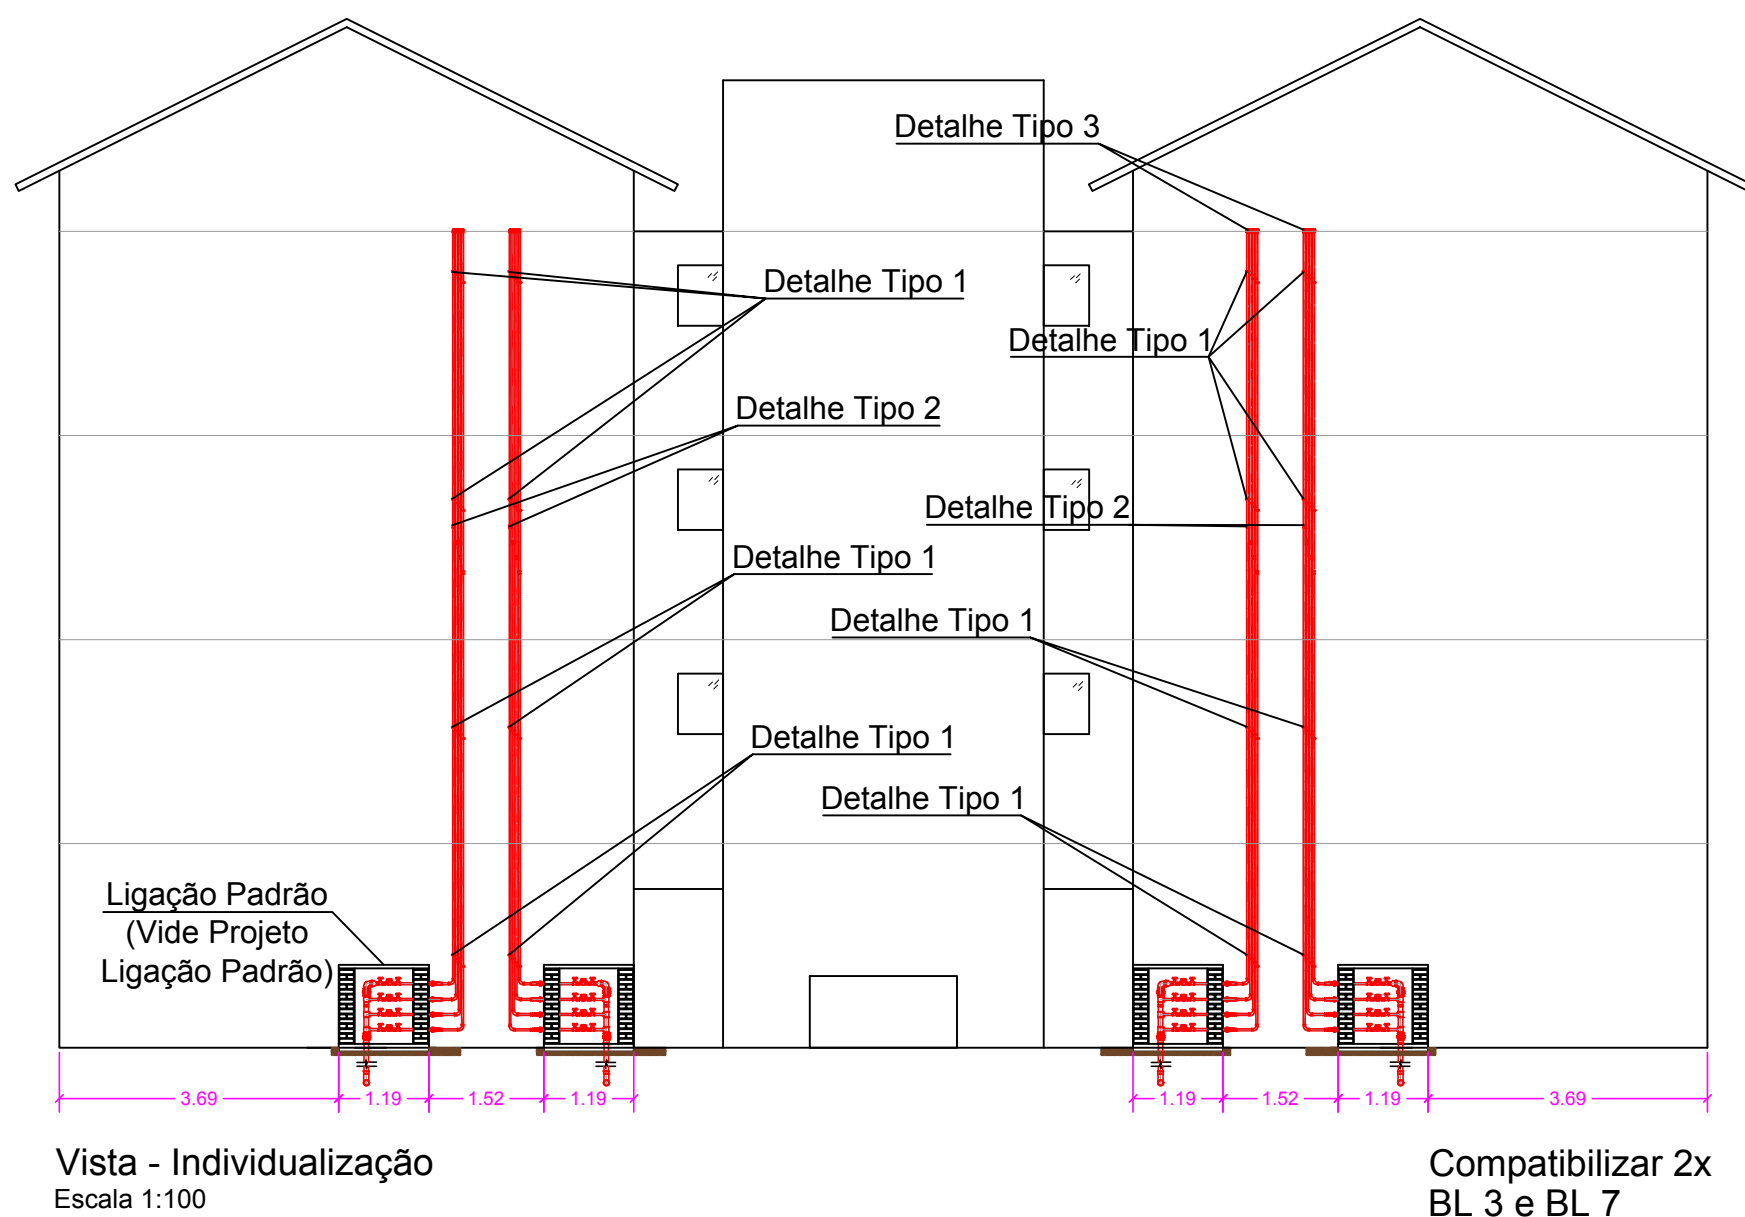 Detalhe Tipo 3
Detalhe Tipo 1
Detalhe Tipo 1
Detalhe Tipo 2
Detalhe Tipo 2
Detalhe Tipo 1
Detalhe Tipo 1
Detalhe Tipo 1
Detalhe Tipo 1
Ligação Padrão
(Vide Projeto
Ligação Padrão)
3.69 1.19 1.52 1.19 1.19 1.52 1.19 3.69
Vista - Individualização
Escala 1:100
Compatibilizar 2x
BL 3 e BL 7